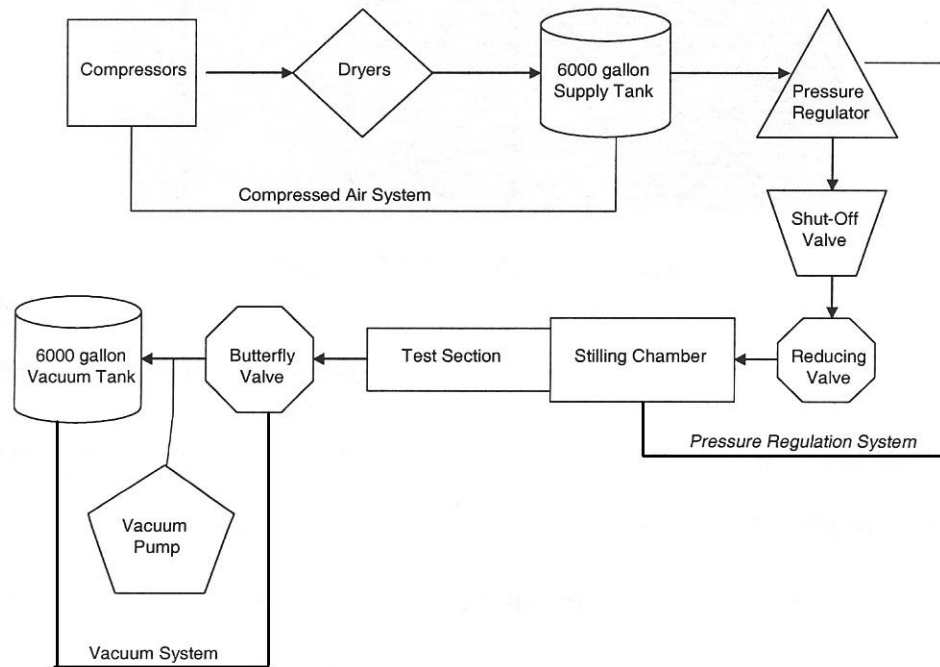 Compressors
Dryers
6000 gallon
Supply Tank
Pressure
Regulator
Compressed Air System
Shut-Off
Valve
6000 gallon
Vacuum Tank
Butterfly
Valve
Test Section
Stilling Chamber
Reducing
Valve
Pressure Regulation System
Vacuum
Pump
Vacuum System